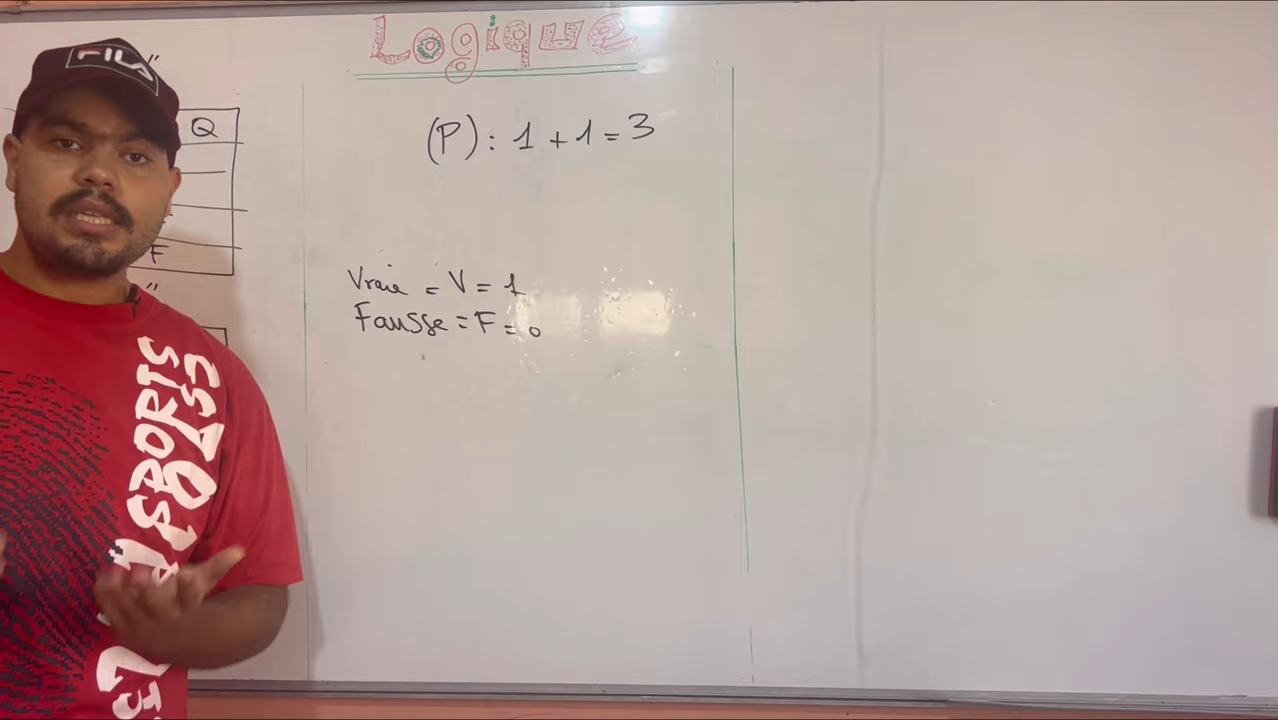 Logique
(P) : 1 + 1 = 3
Vraie = V = 1
Fausse = F = 0
Q
F
FILA
SPORTS